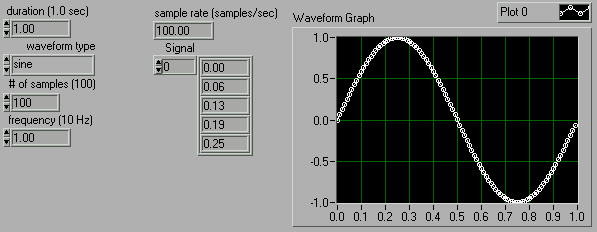 duration (1.0 sec)
1.00
waveform type
sine
# of samples (100)
100
frequency (10 Hz)
1.00
sample rate (samples/sec)
100.00
Signal
0
0.00
0.06
0.13
0.19
0.25
Waveform Graph
Plot 0
1.0
0.5
0.0
-0.5
-1.0
0.0 0.1 0.2 0.3 0.4 0.5 0.6 0.7 0.8 0.9 1.0